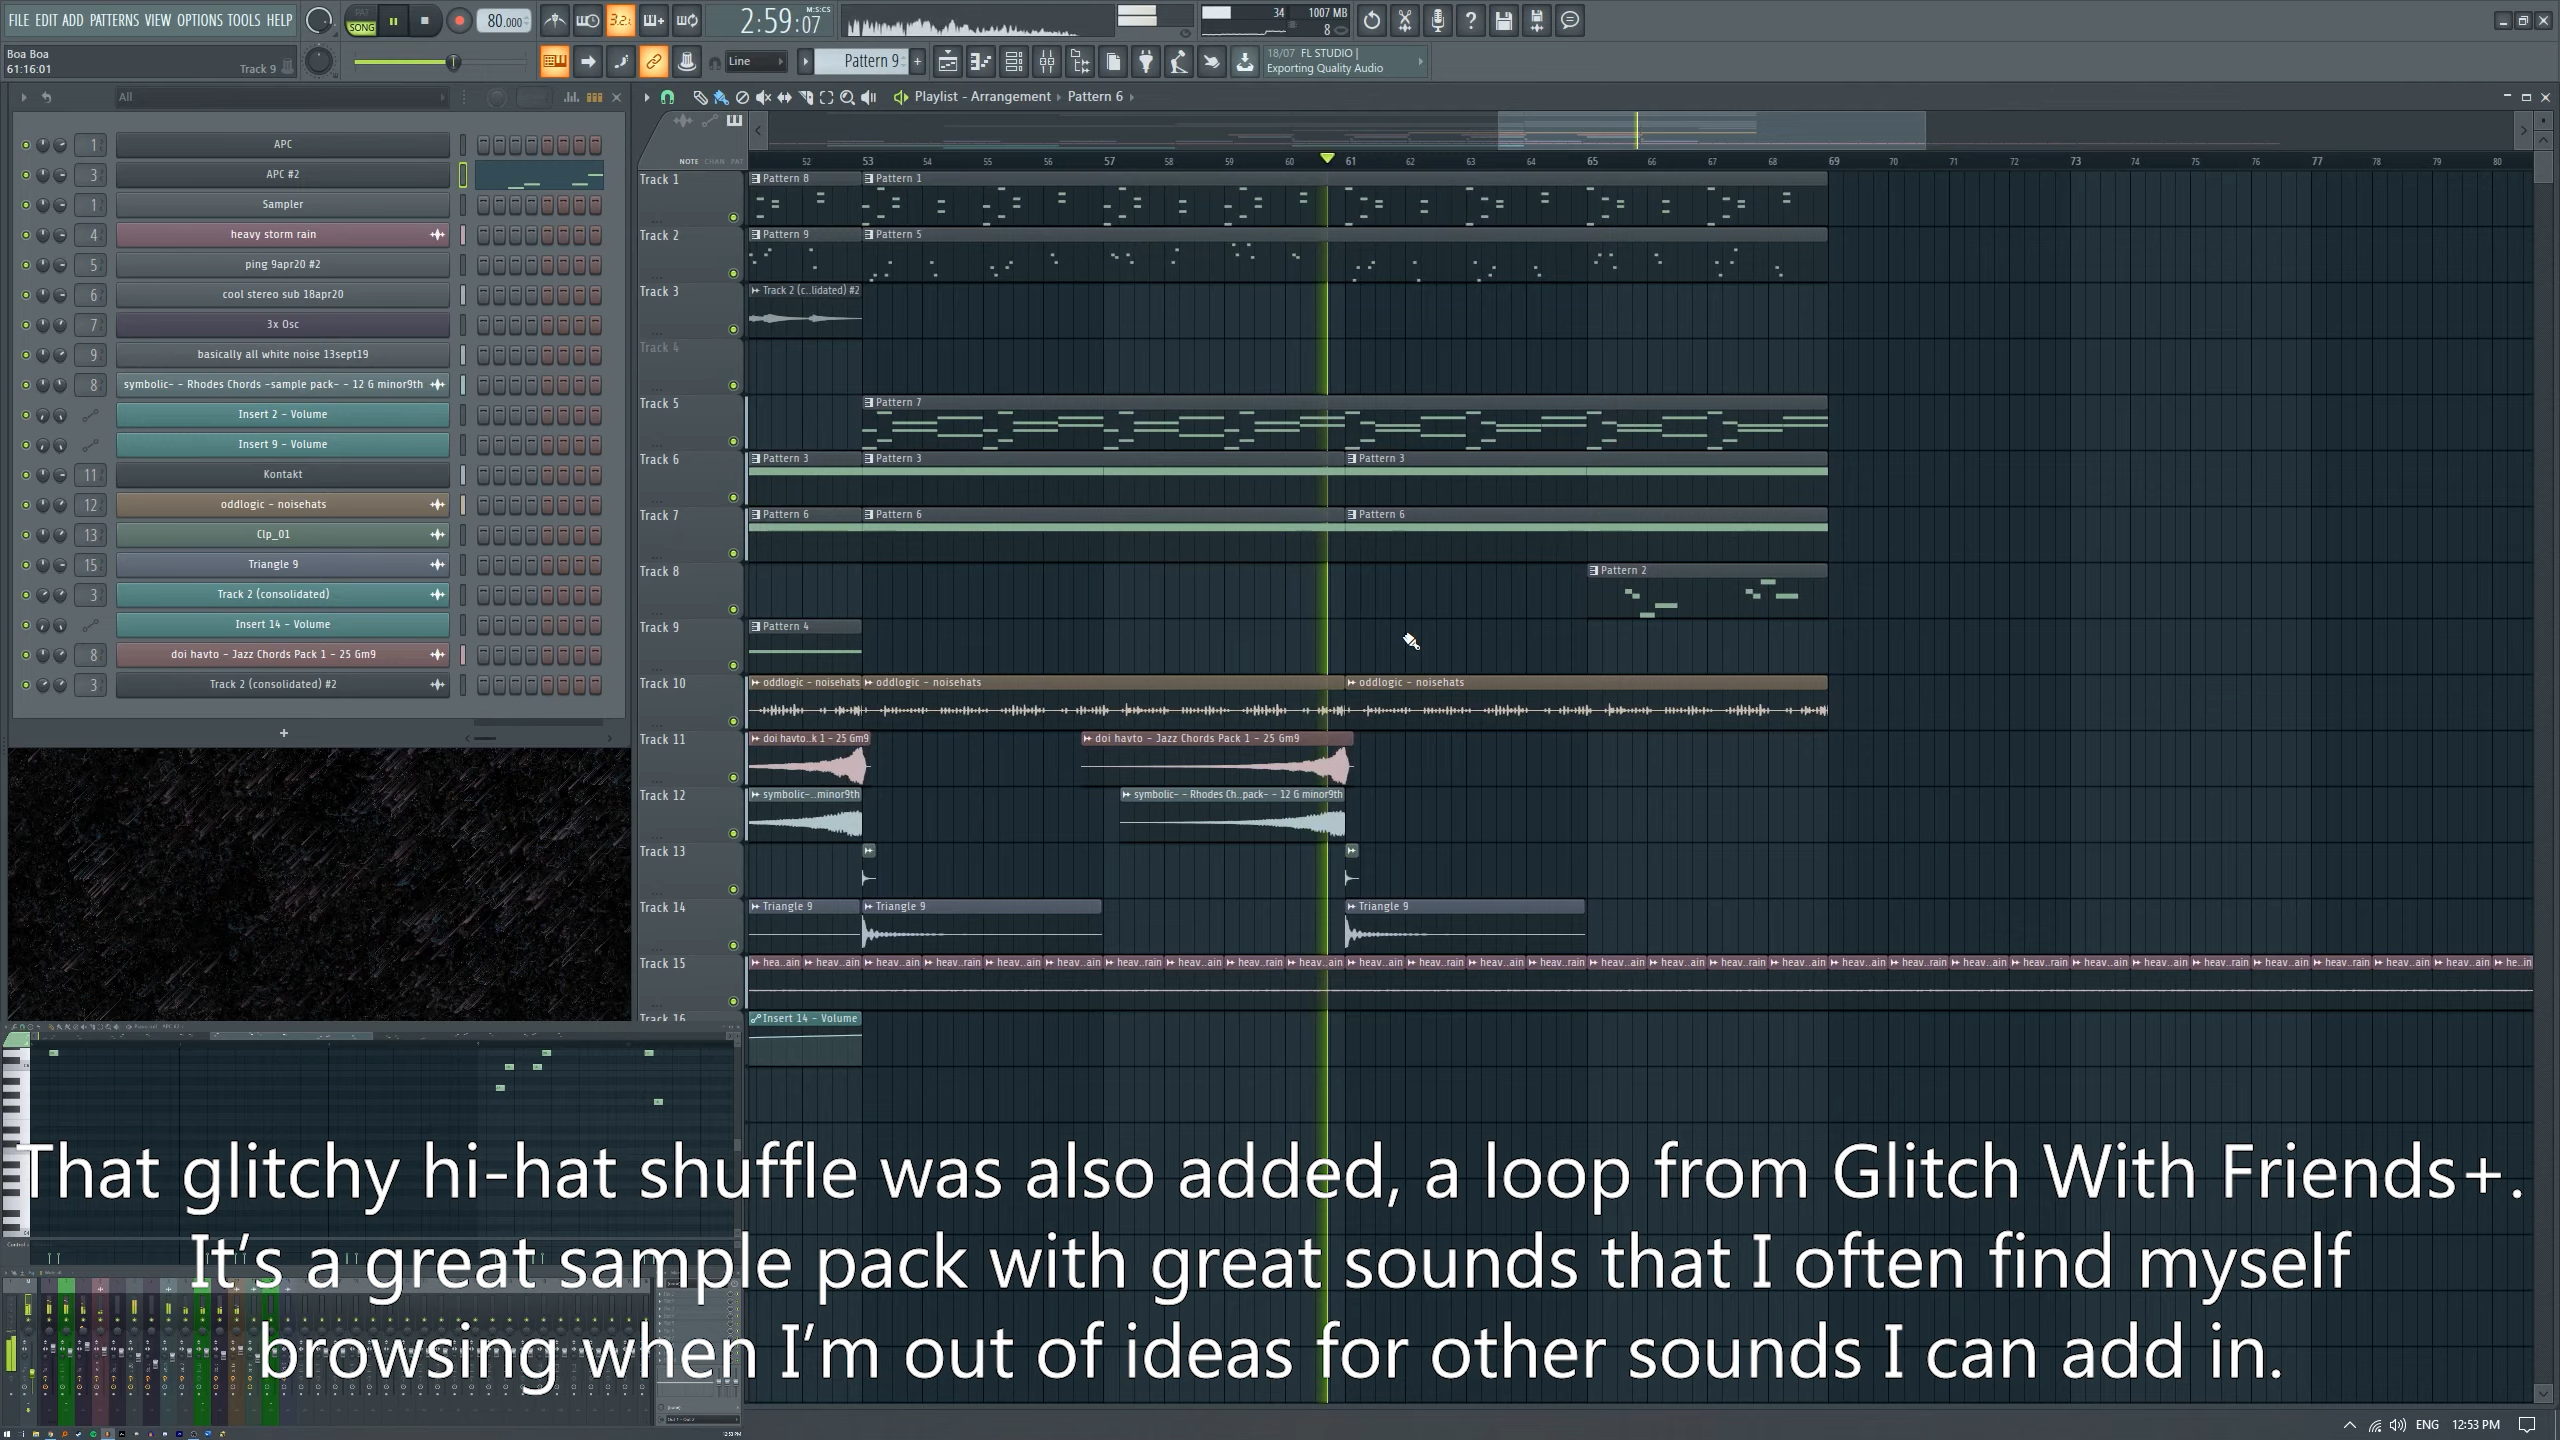 FILE EDIT ADD PATTERNS VIEW OPTIONS TOOLS HELP
PAT
SONG
80.000
3.2.1
2:59:07
M:S:CS
34
1007 MB
8
Boa Boa
61:16:01
Track 9
Line
Pattern 9
18/07 FL STUDIO |
Exporting Quality Audio
All
Playlist - Arrangement › Pattern 6 ›
NOTE CHAN PAT
52 53 54 55 56 57 58 59 60 61 62 63 64 65 66 67 68 69 70 71 72 73 74 75 76 77 78 79 80
1 APC
3 APC #2
1 Sampler
4 heavy storm rain
5 ping 9apr20 #2
6 cool stereo sub 18apr20
7 3x Osc
9 basically all white noise 13sept19
8 symbolic- - Rhodes Chords -sample pack- - 12 G minor9th
Insert 2 - Volume
Insert 9 - Volume
11 Kontakt
12 oddlogic - noisehats
13 Clp_01
15 Triangle 9
3 Track 2 (consolidated)
Insert 14 - Volume
8 doi havto - Jazz Chords Pack 1 - 25 Gm9
3 Track 2 (consolidated) #2
+
Track 1 Pattern 8 Pattern 1
Track 2 Pattern 9 Pattern 5
Track 3 Track 2 (c..lidated) #2
Track 4
Track 5 Pattern 7
Track 6 Pattern 3 Pattern 3 Pattern 3
Track 7 Pattern 6 Pattern 6 Pattern 6
Track 8 Pattern 2
Track 9 Pattern 4
Track 10 oddlogic - noisehats oddlogic - noisehats oddlogic - noisehats
Track 11 doi havto..k 1 - 25 Gm9 doi havto - Jazz Chords Pack 1 - 25 Gm9
Track 12 symbolic-...minor9th symbolic- - Rhodes Ch..pack- - 12 G minor9th
Track 13
Track 14 Triangle 9 Triangle 9 Triangle 9
Track 15 hea..ain heav..ain heav..ain heav..rain heav..ain heav..ain heav..rain heav..ain heav..rain heav..ain heav..ain heav..rain heav..ain heav..rain heav..ain heav..rain heav..ain heav..ain heav..rain heav..ain heav..rain heav..ain heav..ain heav..rain heav..ain heav..rain heav..ain heav..ain he..in
Track 16 Insert 14 - Volume
That glitchy hi-hat shuffle was also added, a loop from Glitch With Friends+.
It's a great sample pack with great sounds that I often find myself
browsing when I'm out of ideas for other sounds I can add in.
ENG 12:53 PM